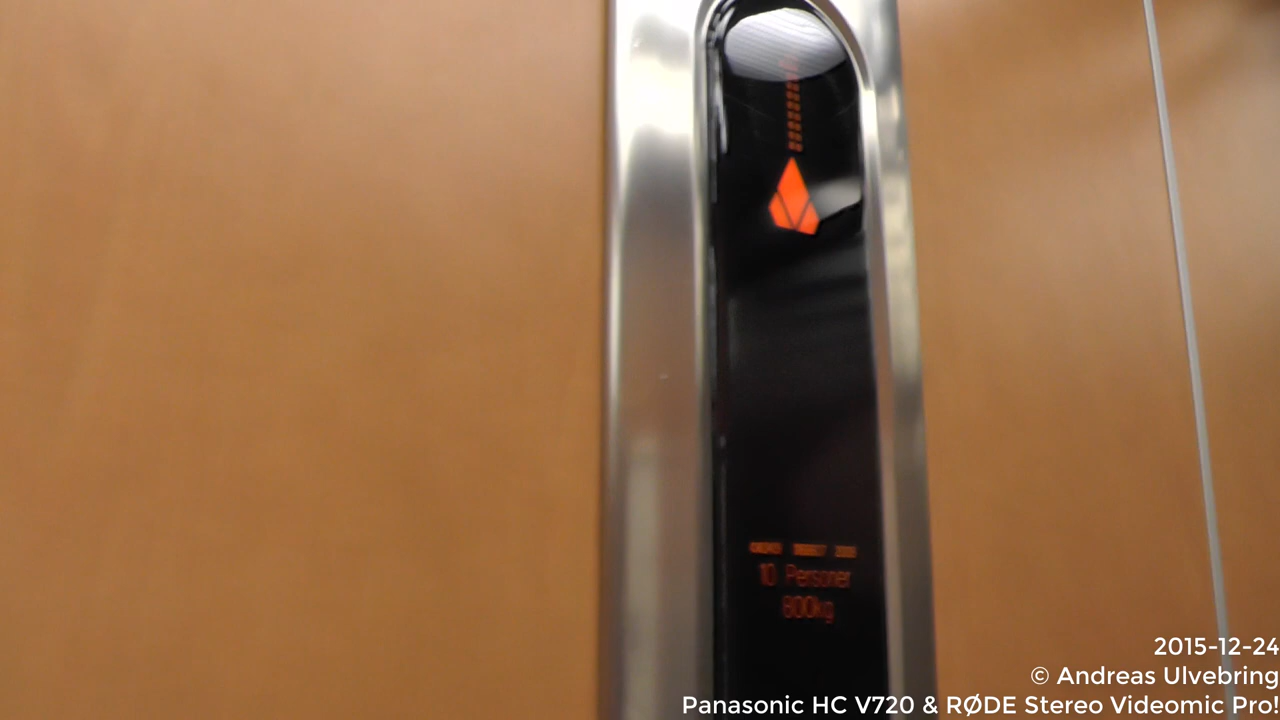 10 Personer
800kg
2015-12-24
© Andreas Ulvebring
Panasonic HC V720 & RØDE Stereo Videomic Pro!